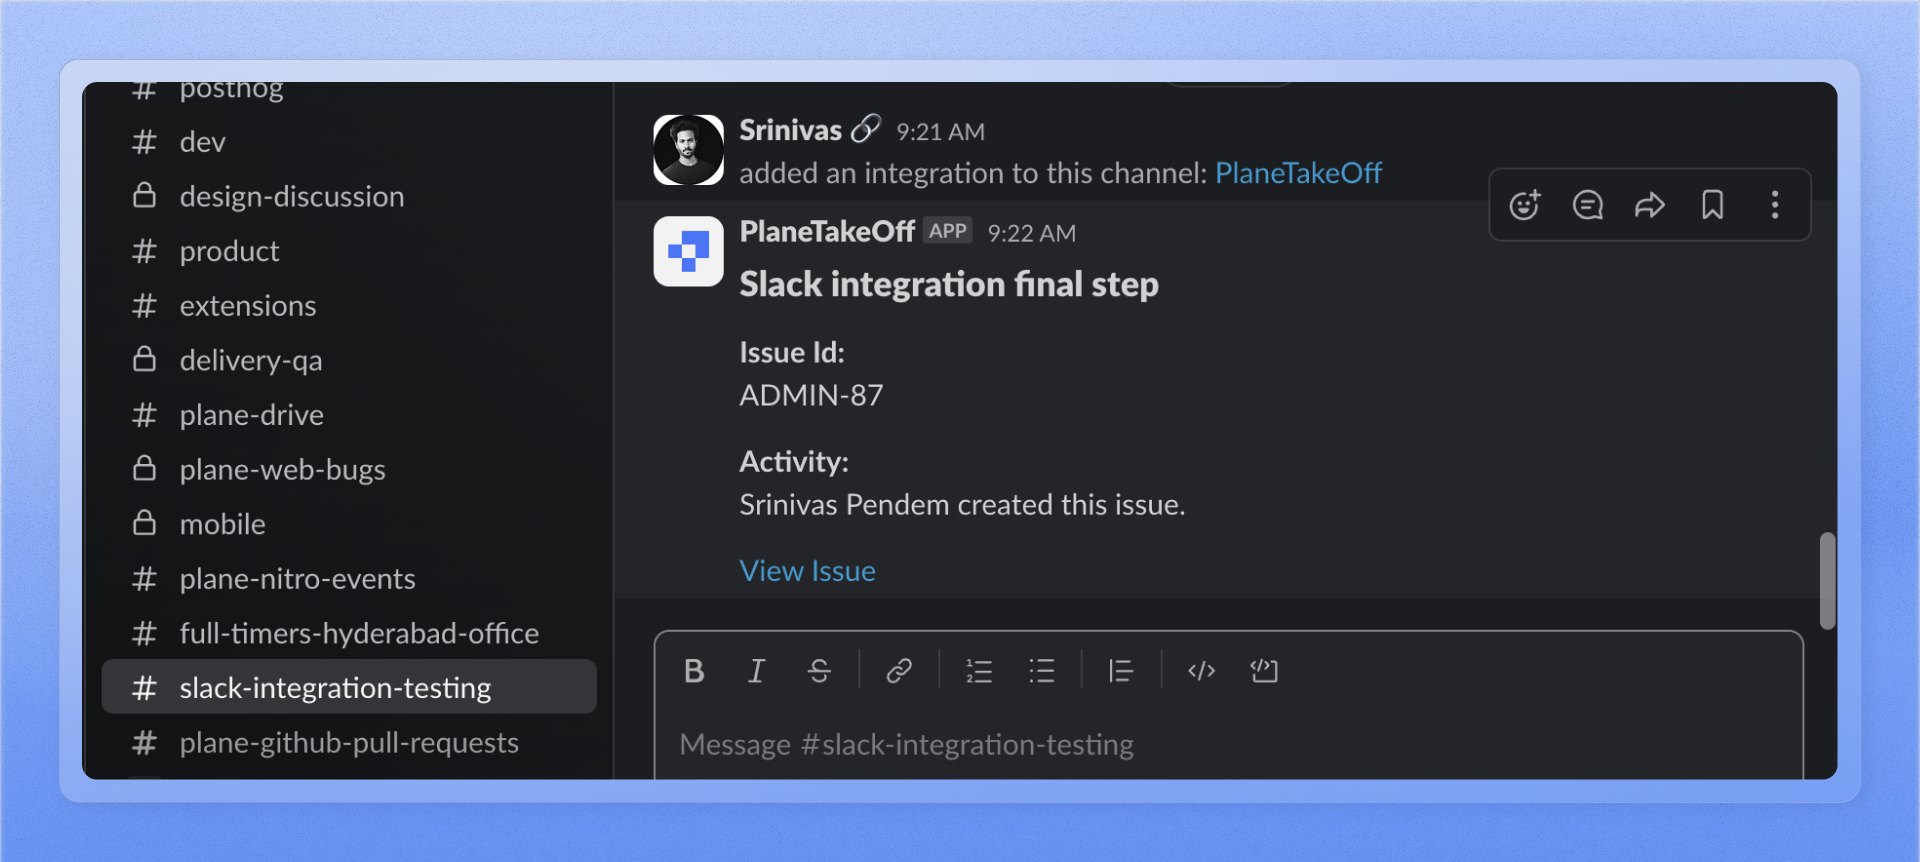 posthog
dev
design-discussion
product
extensions
delivery-qa
plane-drive
plane-web-bugs
mobile
plane-nitro-events
full-timers-hyderabad-office
slack-integration-testing
plane-github-pull-requests
Srinivas 9:21 AM
added an integration to this channel: PlaneTakeOff
PlaneTakeOff APP 9:22 AM
Slack integration final step
Issue Id:
ADMIN-87
Activity:
Srinivas Pendem created this issue.
View Issue
Message #slack-integration-testing